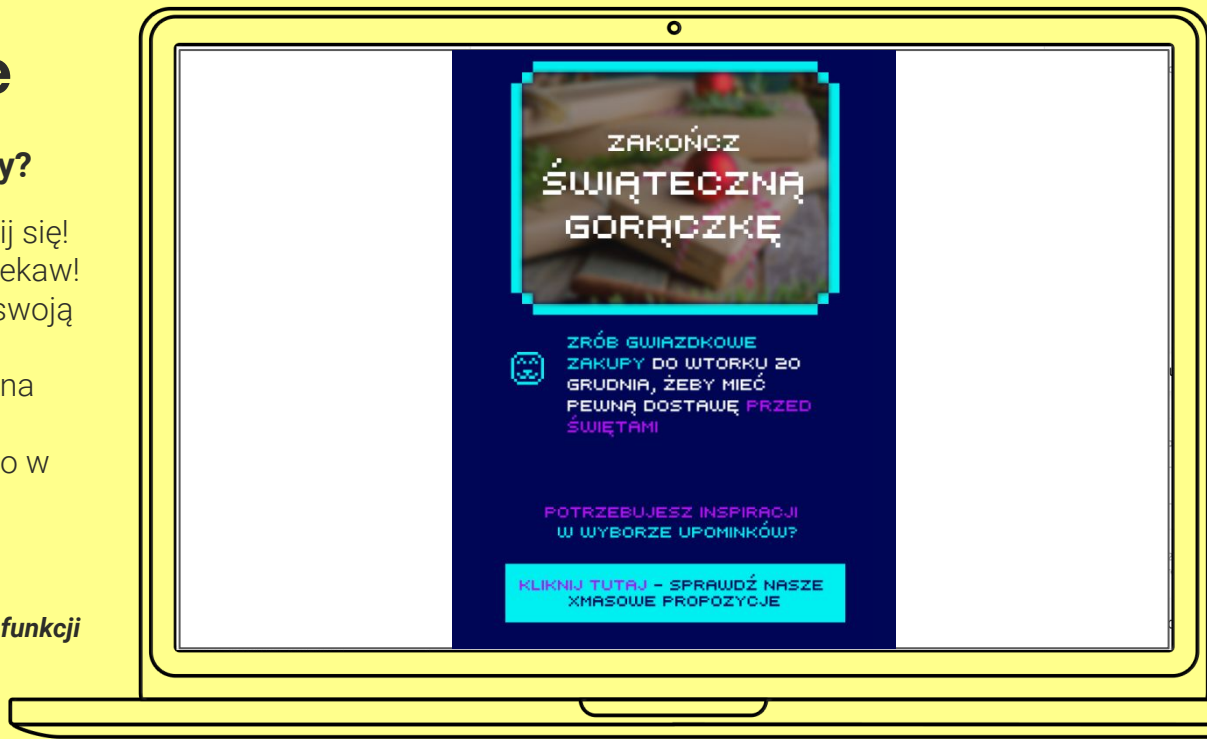 e
y?
ij się!
ekaw!
swoją
na
o w
funkcji
ZAKOŃCZ
ŚWIĄTECZNĄ
GORĄCZKĘ
ZRÓB GWIAZDKOWE
ZAKUPY DO WTORKU 20
GRUDNIA, ŻEBY MIEĆ
PEWNĄ DOSTAWĘ PRZED
ŚWIĘTAMI
POTRZEBUJESZ INSPIRACJI
W WYBORZE UPOMINKÓW?
KLIKNIJ TUTAJ – SPRAWDŹ NASZE
XMASOWE PROPOZYCJE